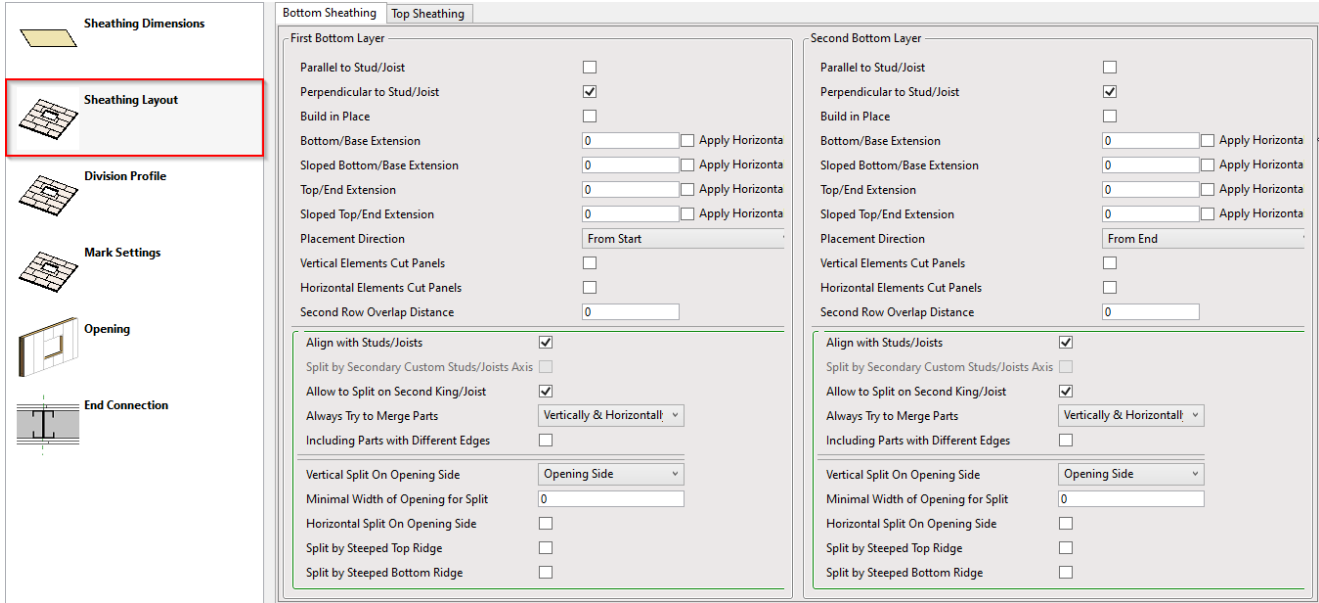 Sheathing Dimensions
Sheathing Layout
Division Profile
Mark Settings
Opening
End Connection
Bottom Sheathing Top Sheathing
First Bottom Layer
Parallel to Stud/Joist
Perpendicular to Stud/Joist
Build in Place
Bottom/Base Extension 0 Apply Horizonta
Sloped Bottom/Base Extension 0 Apply Horizonta
Top/End Extension 0 Apply Horizonta
Sloped Top/End Extension 0 Apply Horizonta
Placement Direction From Start
Vertical Elements Cut Panels
Horizontal Elements Cut Panels
Second Row Overlap Distance 0
Align with Studs/Joists
Split by Secondary Custom Studs/Joists Axis
Allow to Split on Second King/Joist
Always Try to Merge Parts Vertically & Horizontally
Including Parts with Different Edges
Vertical Split On Opening Side Opening Side
Minimal Width of Opening for Split 0
Horizontal Split On Opening Side
Split by Steeped Top Ridge
Split by Steeped Bottom Ridge
Second Bottom Layer
Parallel to Stud/Joist
Perpendicular to Stud/Joist
Build in Place
Bottom/Base Extension 0 Apply Horizonta
Sloped Bottom/Base Extension 0 Apply Horizonta
Top/End Extension 0 Apply Horizonta
Sloped Top/End Extension 0 Apply Horizonta
Placement Direction From End
Vertical Elements Cut Panels
Horizontal Elements Cut Panels
Second Row Overlap Distance 0
Align with Studs/Joists
Split by Secondary Custom Studs/Joists Axis
Allow to Split on Second King/Joist
Always Try to Merge Parts Vertically & Horizontally
Including Parts with Different Edges
Vertical Split On Opening Side Opening Side
Minimal Width of Opening for Split 0
Horizontal Split On Opening Side
Split by Steeped Top Ridge
Split by Steeped Bottom Ridge